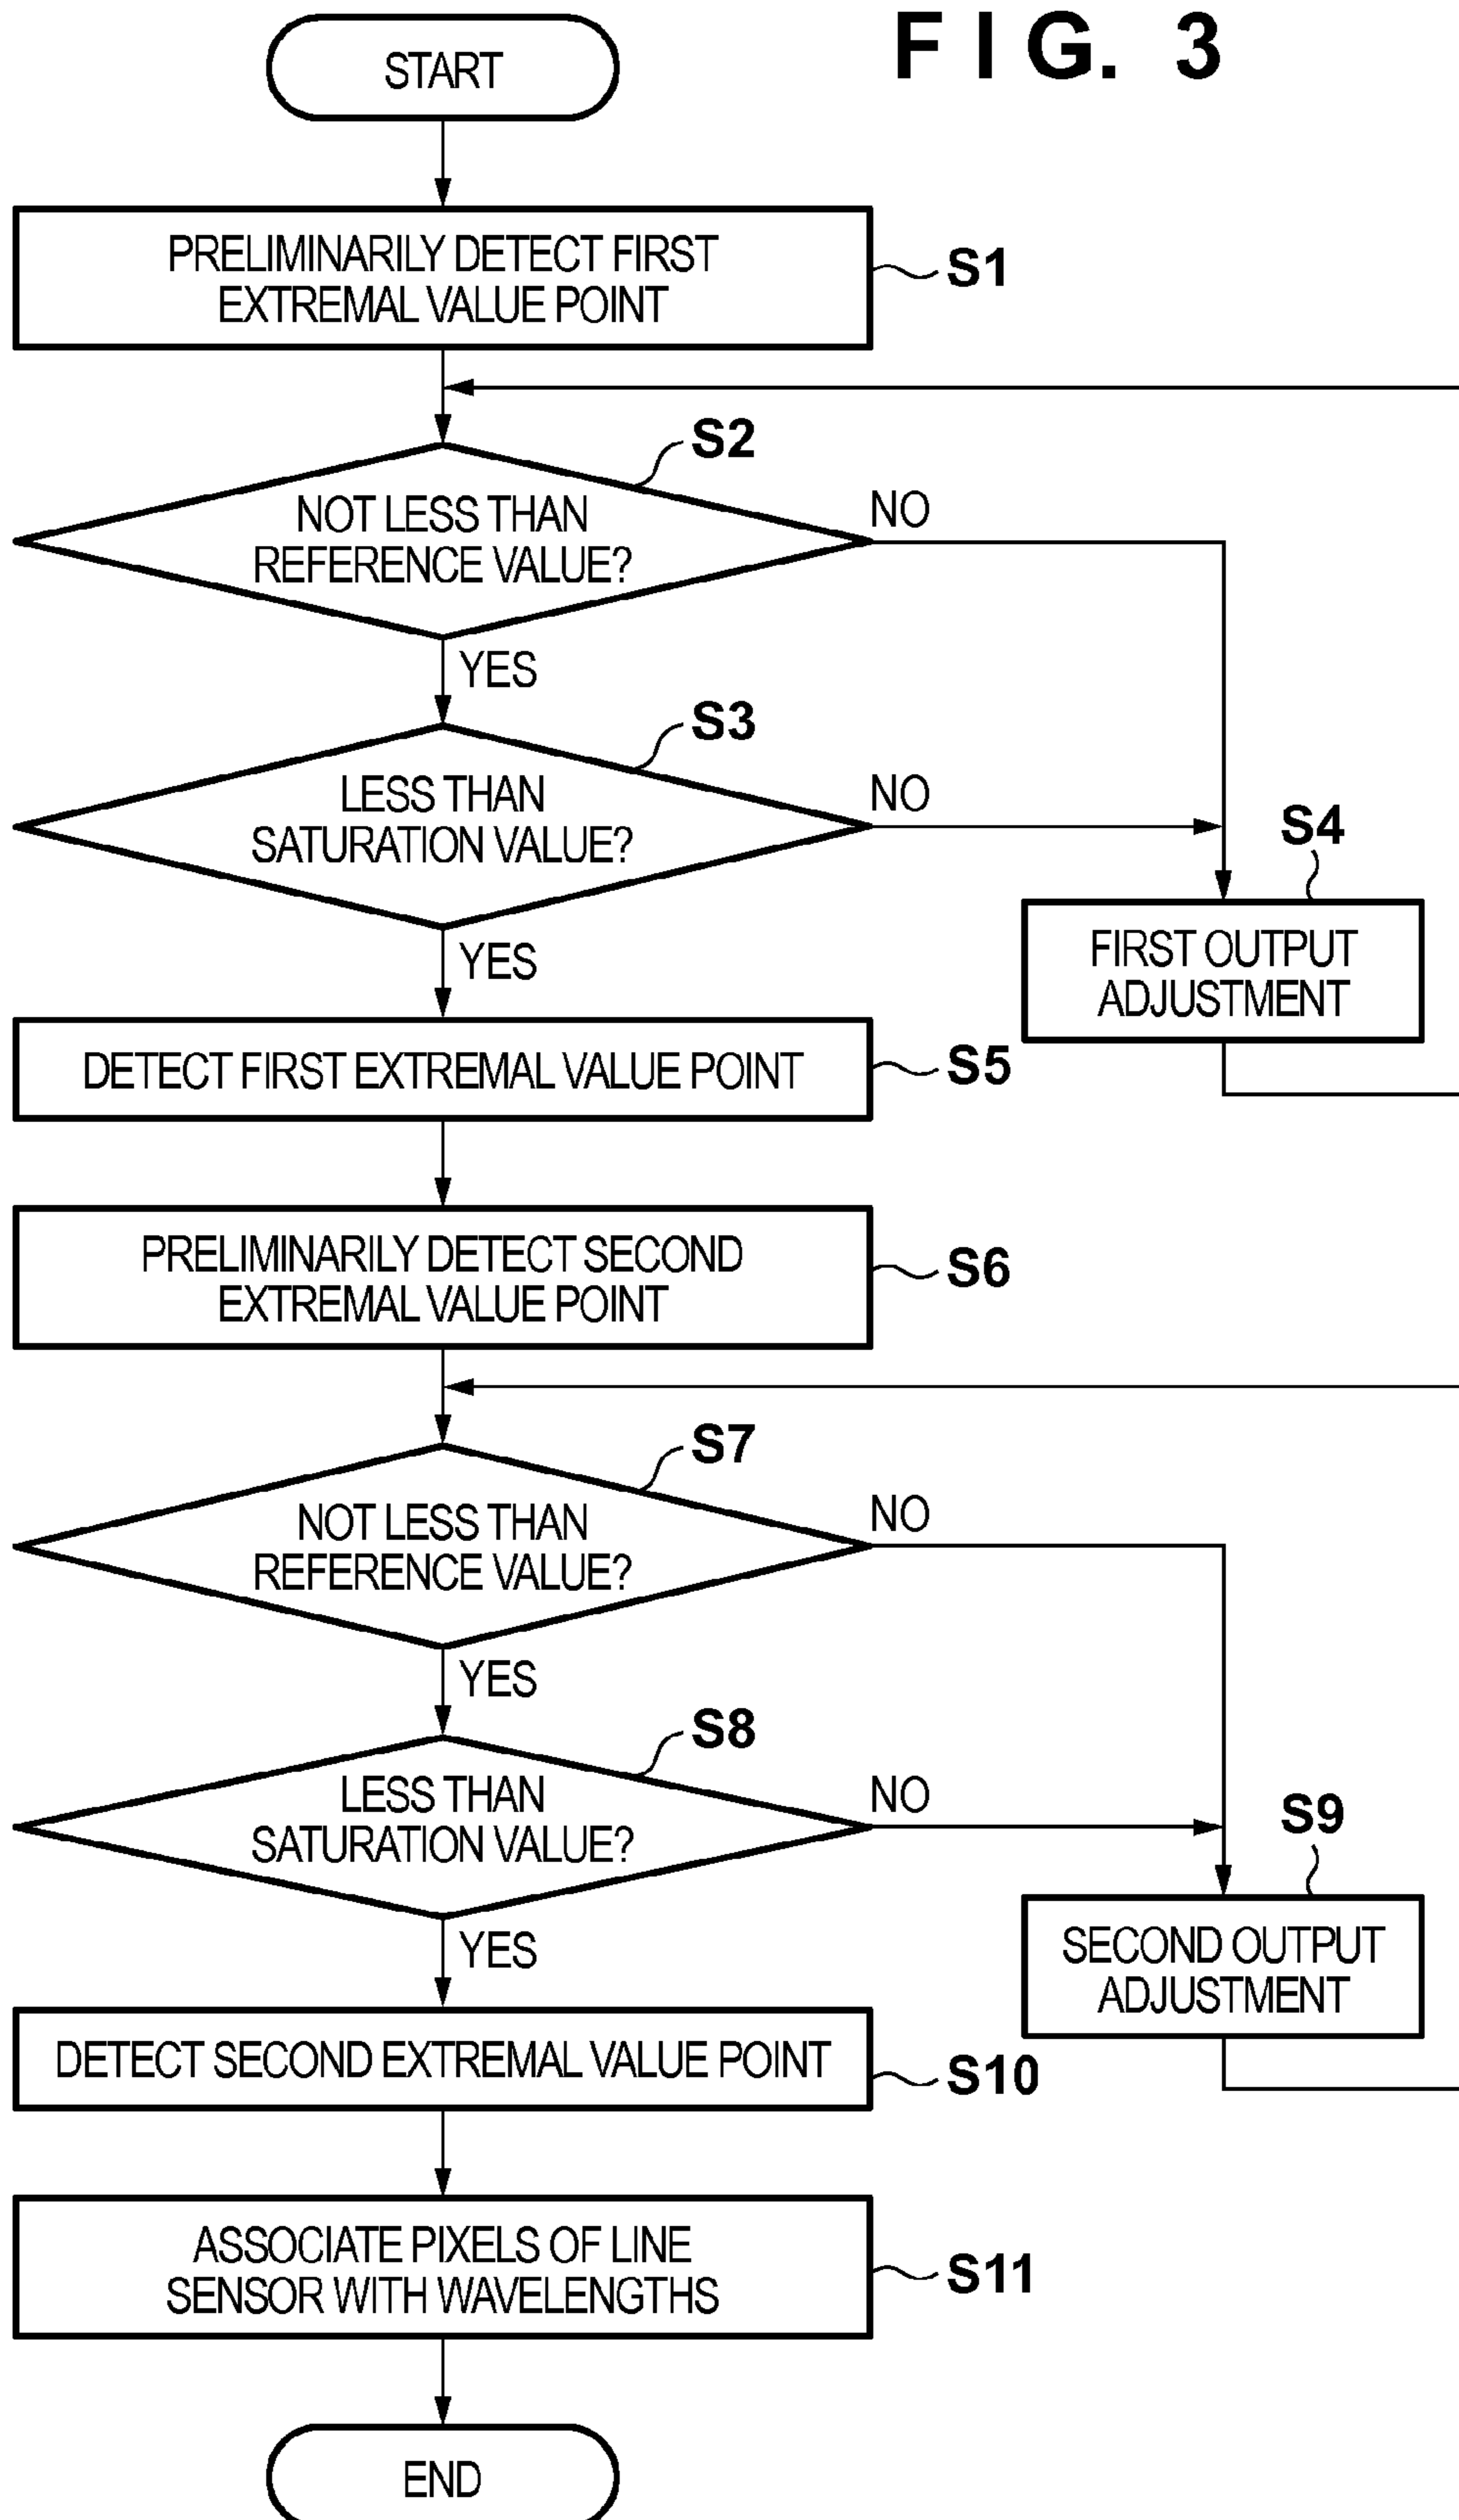 FIG. 3
START
PRELIMINARILY DETECT FIRST
EXTREMAL VALUE POINT
S1
S2
NOT LESS THAN
REFERENCE VALUE?
NO
YES
S3
LESS THAN
SATURATION VALUE?
NO
YES
S4
FIRST OUTPUT
ADJUSTMENT
DETECT FIRST EXTREMAL VALUE POINT
S5
PRELIMINARILY DETECT SECOND
EXTREMAL VALUE POINT
S6
S7
NOT LESS THAN
REFERENCE VALUE?
NO
YES
S8
LESS THAN
SATURATION VALUE?
NO
YES
S9
SECOND OUTPUT
ADJUSTMENT
DETECT SECOND EXTREMAL VALUE POINT
S10
ASSOCIATE PIXELS OF LINE
SENSOR WITH WAVELENGTHS
S11
END